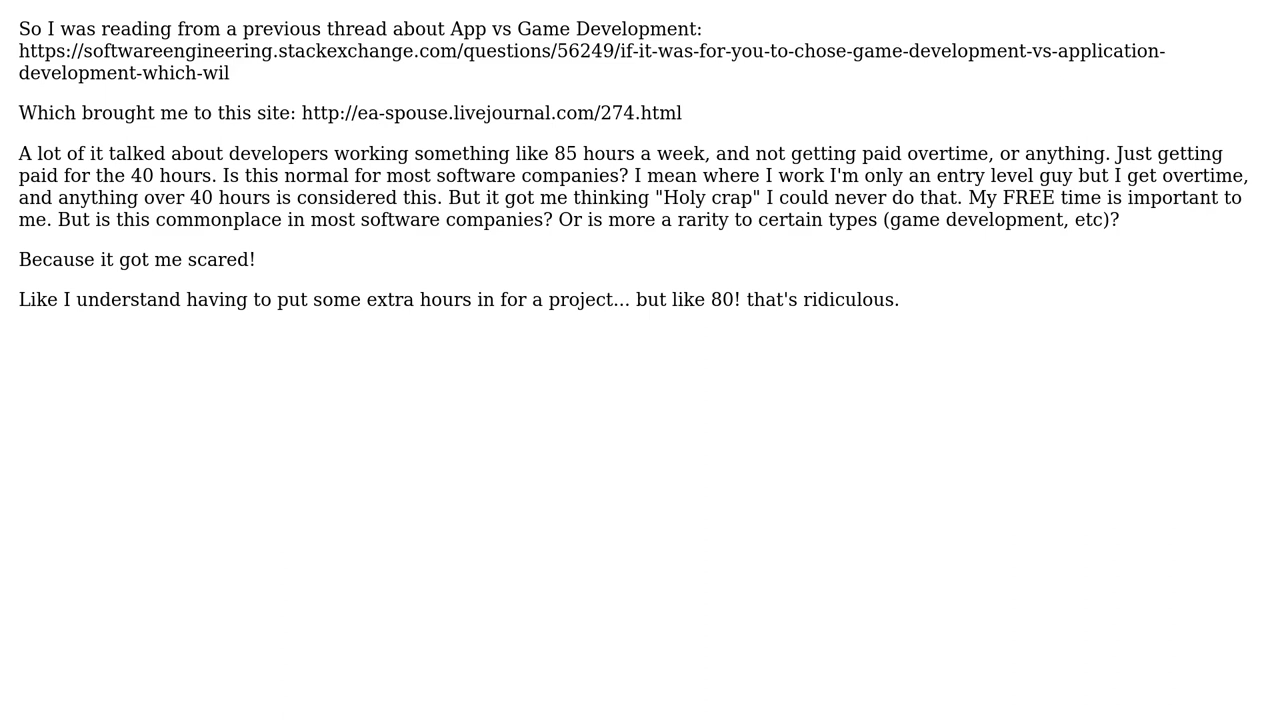 So I was reading from a previous thread about App vs Game Development:
https://softwareengineering.stackexchange.com/questions/56249/if-it-was-for-you-to-chose-game-development-vs-application-
development-which-wil
Which brought me to this site: http://ea-spouse.livejournal.com/274.html
A lot of it talked about developers working something like 85 hours a week, and not getting paid overtime, or anything. Just getting
paid for the 40 hours. Is this normal for most software companies? I mean where I work I'm only an entry level guy but I get overtime,
and anything over 40 hours is considered this. But it got me thinking "Holy crap" I could never do that. My FREE time is important to
me. But is this commonplace in most software companies? Or is more a rarity to certain types (game development, etc)?
Because it got me scared!
Like I understand having to put some extra hours in for a project... but like 80! that's ridiculous.